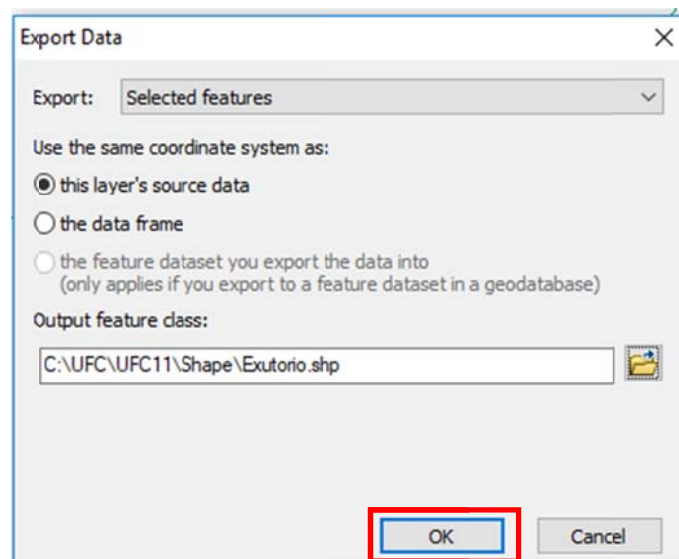 Export Data
Export: Selected features
Use the same coordinate system as:
this layer's source data
the data frame
the feature dataset you export the data into
(only applies if you export to a feature dataset in a geodatabase)
Output feature class:
C:\UFC\UFC11\Shape\Exutorio.shp
OK Cancel